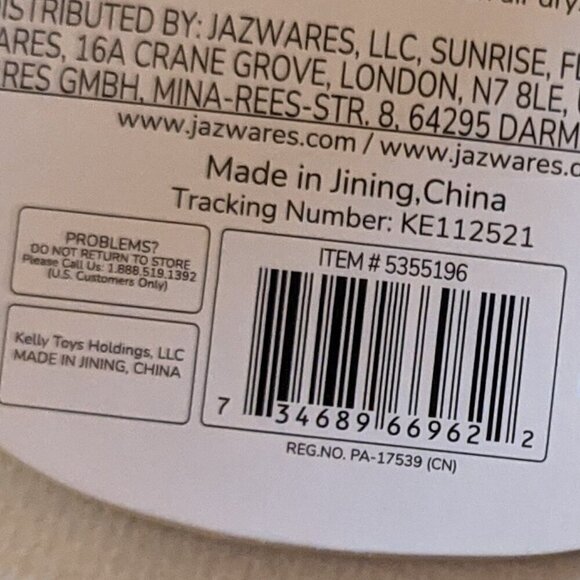 air dry.
DISTRIBUTED BY: JAZWARES, LLC, SUNRISE,
16A CRANE GROVE, LONDON, N7 8LE,
GMBH, MINA-REES-STR. 8, 64295
www.jazwares.com / www.jazwares.
Made in Jining,China
Tracking Number: KE112521
PROBLEMS?
DO NOT RETURN TO STORE
Please Call Us: 1.888.519.1392
(U.S. Customers Only)
Kelly Toys Holdings, LLC
MADE IN JINING, CHINA
ITEM # 5355196
7 34689 66962 2
REG.NO. PA-17539 (CN)